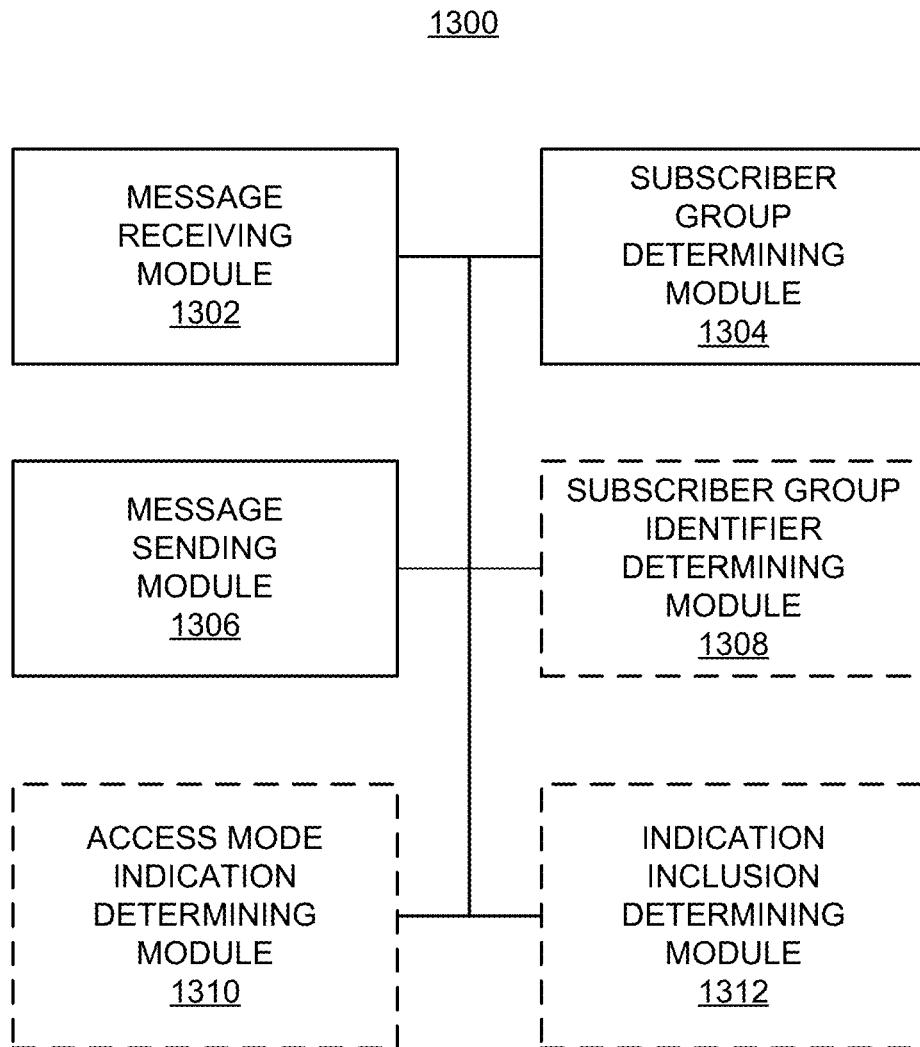 1300
MESSAGE
RECEIVING
MODULE
1302
SUBSCRIBER
GROUP
DETERMINING
MODULE
1304
MESSAGE
SENDING
MODULE
1306
SUBSCRIBER GROUP
IDENTIFIER
DETERMINING
MODULE
1308
ACCESS MODE
INDICATION
DETERMINING
MODULE
1310
INDICATION
INCLUSION
DETERMINING
MODULE
1312